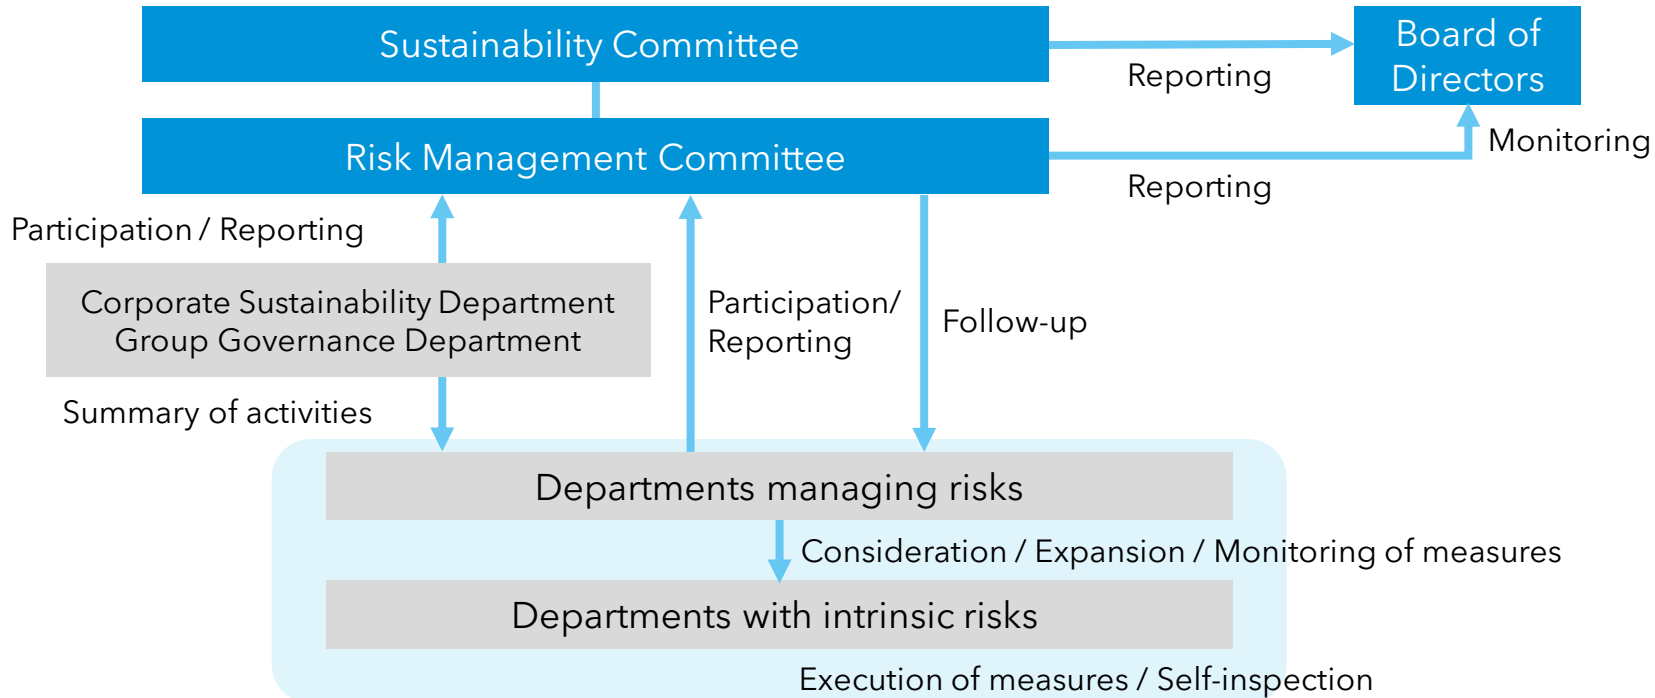 Sustainability Committee
Board of
Directors
Reporting
Risk Management Committee
Monitoring
Reporting
Participation / Reporting
Corporate Sustainability Department
Group Governance Department
Participation/
Reporting
Follow-up
Summary of activities
Departments managing risks
Consideration / Expansion / Monitoring of measures
Departments with intrinsic risks
Execution of measures / Self-inspection